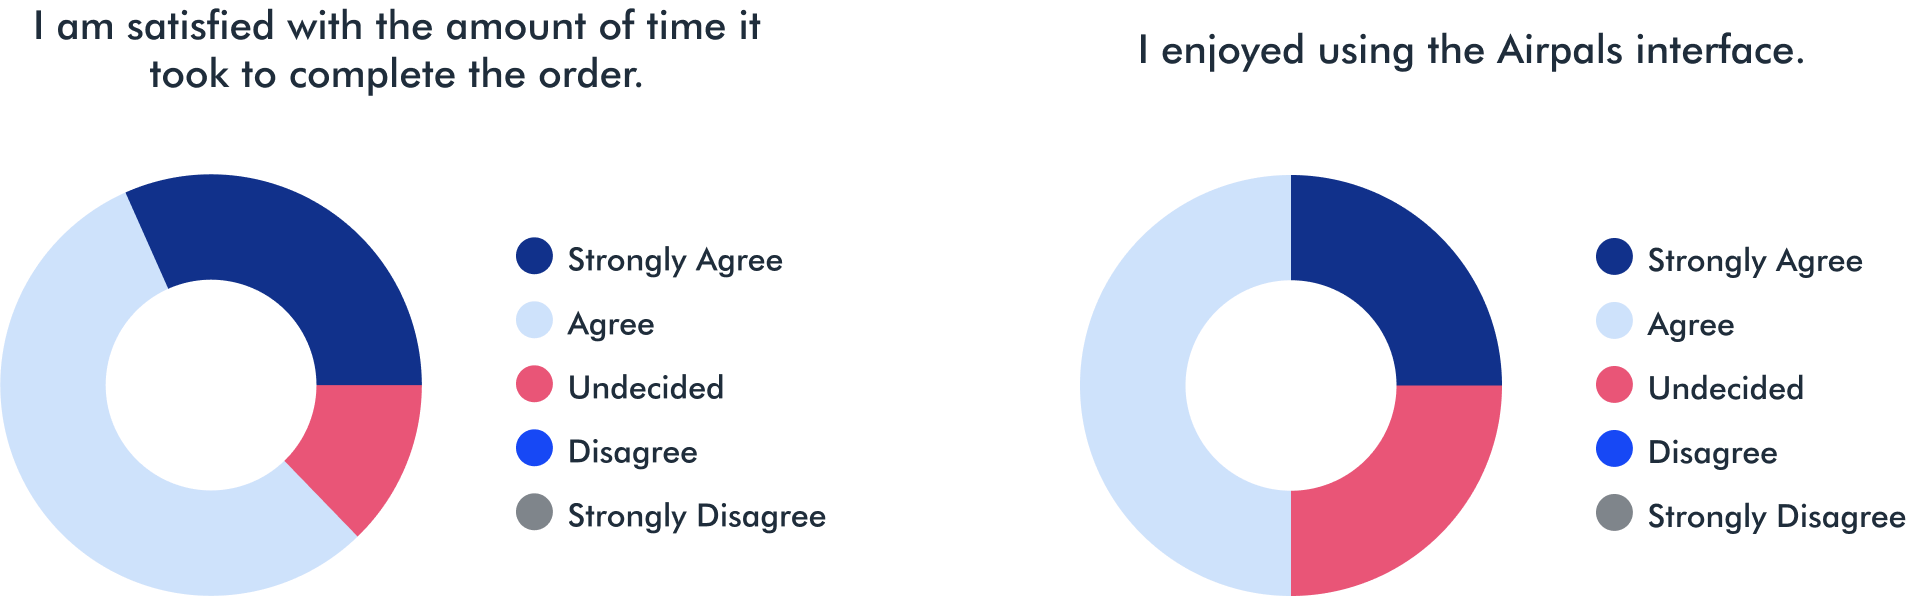 I am satisfied with the amount of time it
took to complete the order.
Strongly Agree
Agree
Undecided
Disagree
Strongly Disagree
I enjoyed using the Airpals interface.
Strongly Agree
Agree
Undecided
Disagree
Strongly Disagree